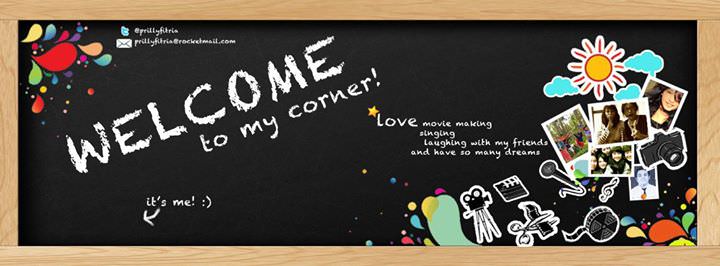 @prillyfitria
prillyfitria@rocketmail.com
WELCOME
to my corner!
love movie making
singing
laughing with my friends
and have so many dreams
it's me! :)